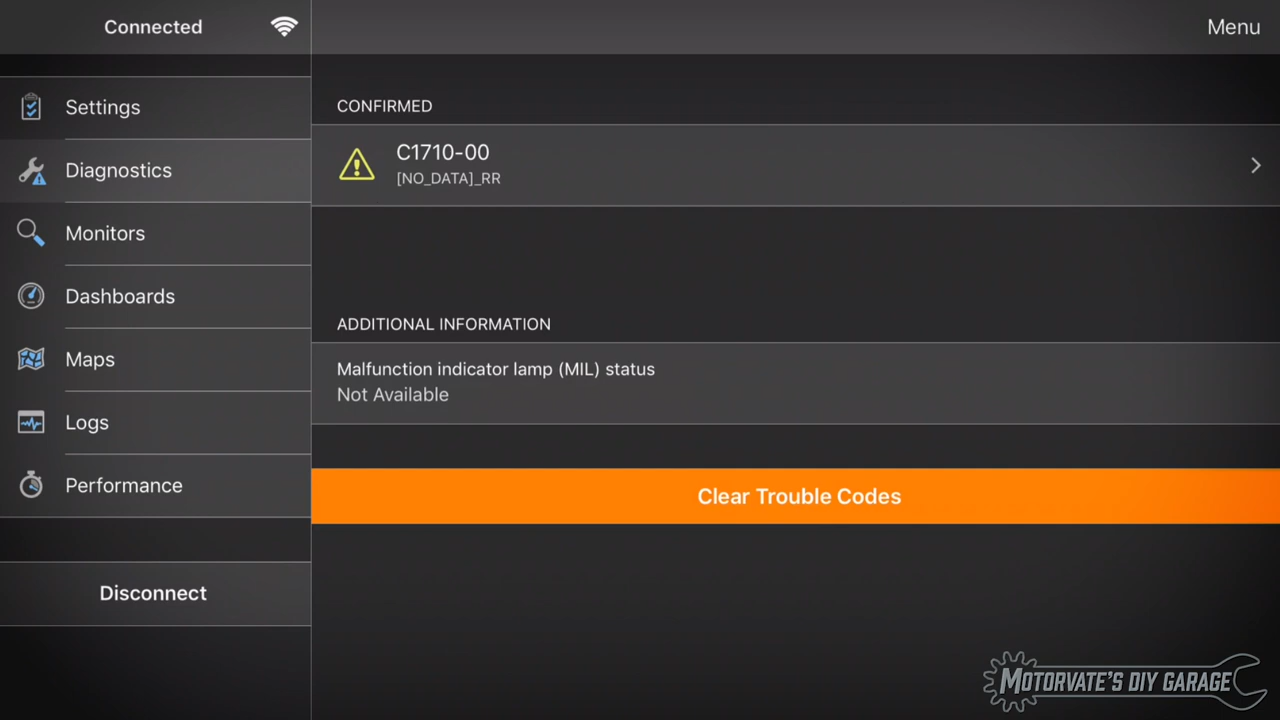 Connected
Menu
Settings
Diagnostics
Monitors
Dashboards
Maps
Logs
Performance
Disconnect
CONFIRMED
C1710-00
[NO_DATA]_RR
ADDITIONAL INFORMATION
Malfunction indicator lamp (MIL) status
Not Available
Clear Trouble Codes
MOTORVATE'S DIY GARAGE